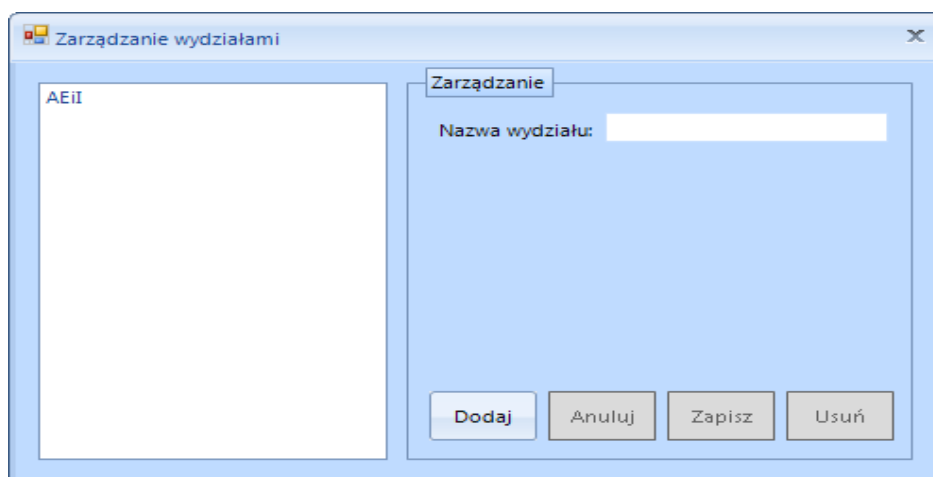 Zarządzanie wydziałami
AEiI
Zarządzanie
Nazwa wydziału:
Dodaj Anuluj Zapisz Usuń